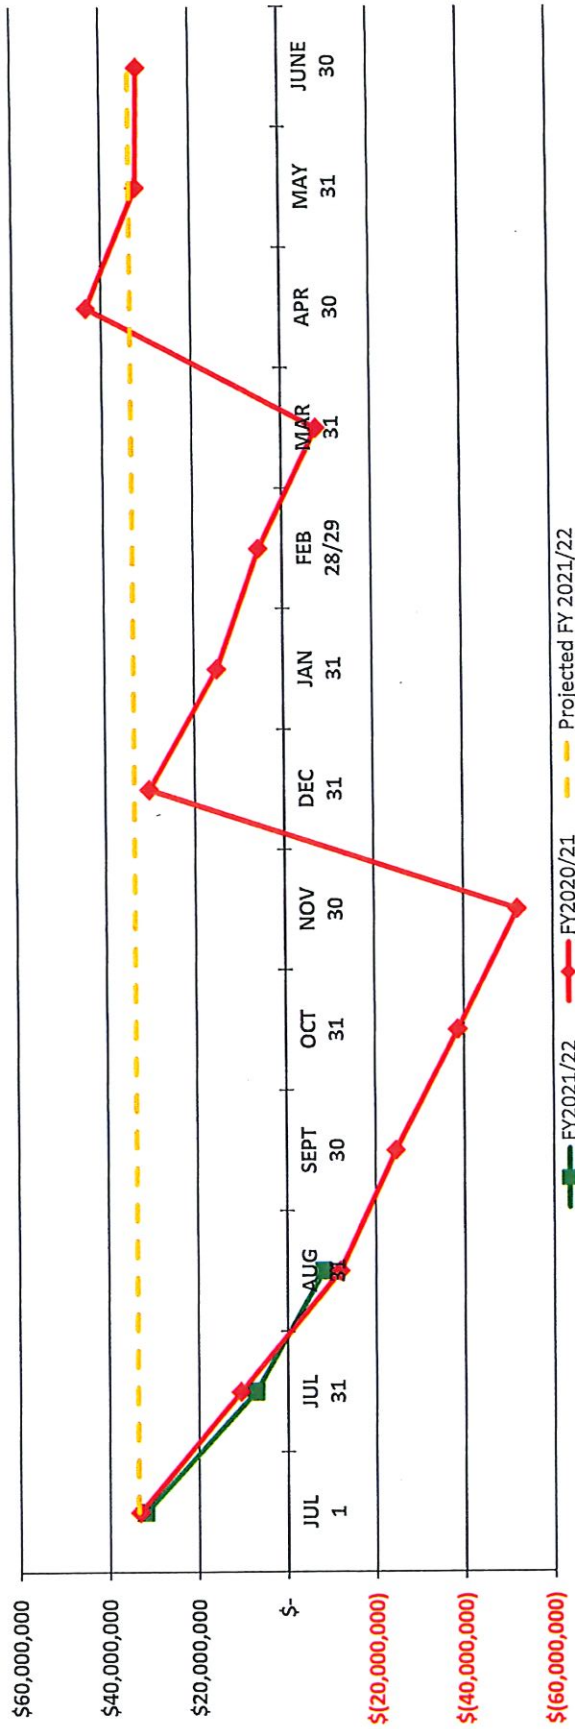 $60,000,000
$40,000,000
$20,000,000
$-
$(20,000,000)
$(40,000,000)
$(60,000,000)
JUL 1
JUL 31
AUG 31
SEPT 30
OCT 31
NOV 30
DEC 31
JAN 31
FEB 28/29
MAR 31
APR 30
MAY 31
JUNE 30
FY2021/22
FY2020/21
Projected FY 2021/22